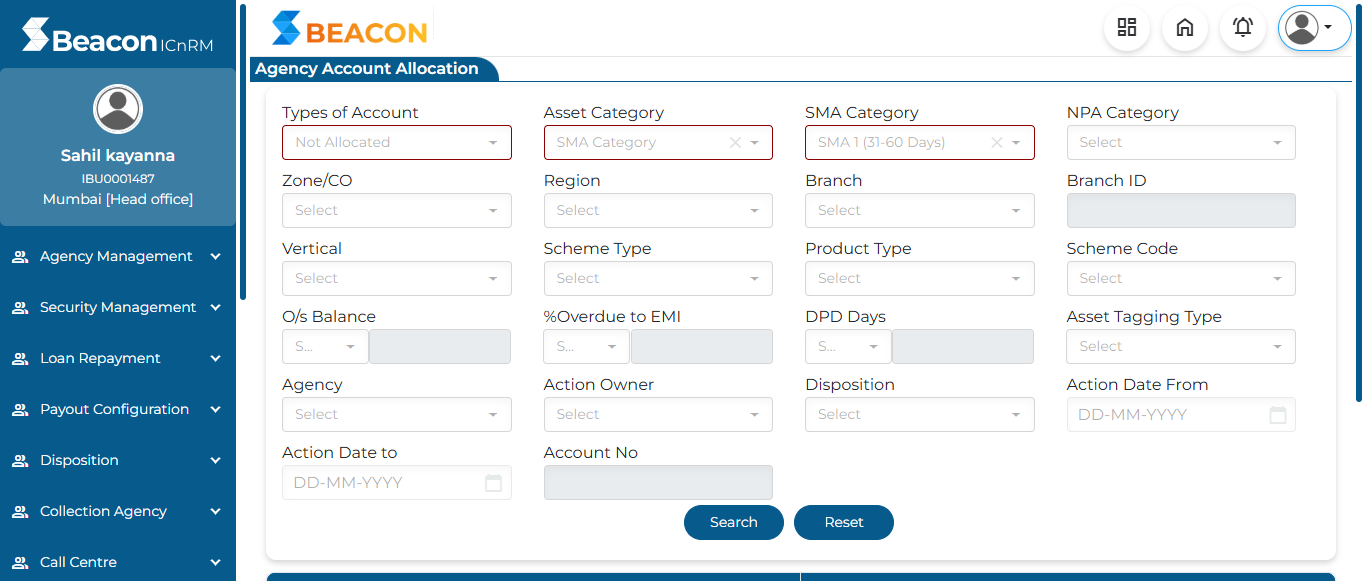 Beacon ICnRM
Sahil kayanna
IBU0001487
Mumbai [Head office]
Agency Management
Security Management
Loan Repayment
Payout Configuration
Disposition
Collection Agency
Call Centre
BEACON
Agency Account Allocation
Types of Account Asset Category SMA Category NPA Category
Not Allocated SMA Category SMA 1 (31-60 Days) Select
Zone/CO Region Branch Branch ID
Select Select Select
Vertical Scheme Type Product Type Scheme Code
Select Select Select Select
O/s Balance %Overdue to EMI DPD Days Asset Tagging Type
S... S... S... Select
Agency Action Owner Disposition Action Date From
Select Select Select DD-MM-YYYY
Action Date to Account No
DD-MM-YYYY
Search Reset